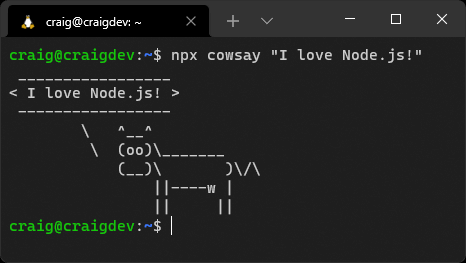 craig@craigdev: ~
craig@craigdev:~$ npx cowsay "I love Node.js!"
 _________________
< I love Node.js! >
 -----------------
        \   ^__^
         \  (oo)\_______
            (__)\       )\/\
                ||----w |
                ||     ||
craig@craigdev:~$